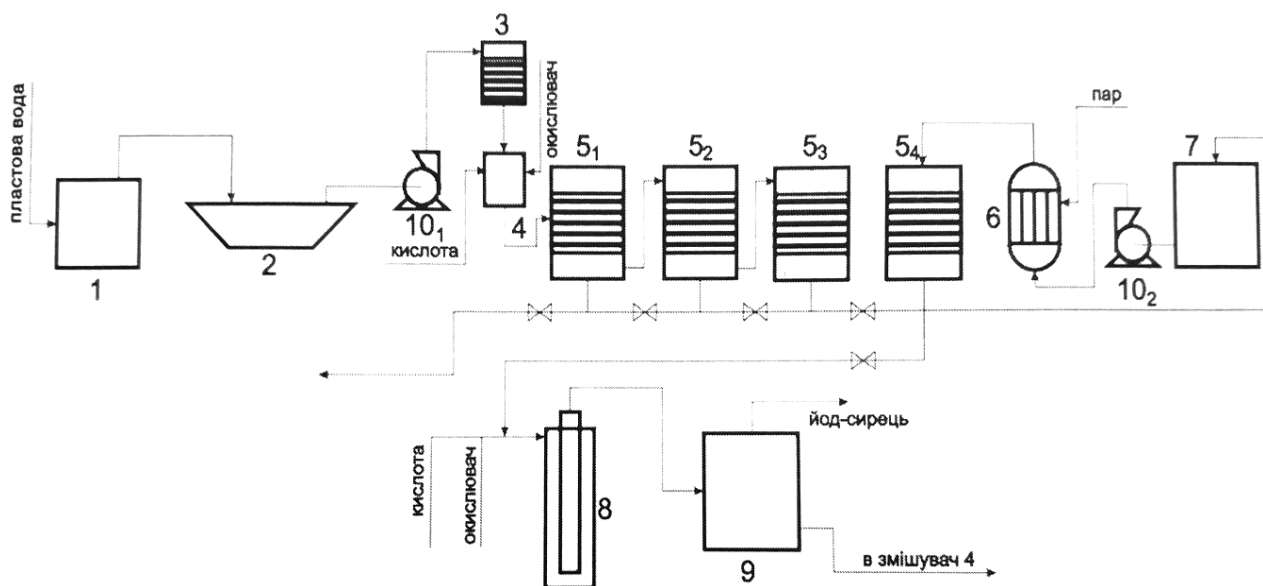 пластова вода
1
2
10₁
3
окислювач
4
кислота
5₁
5₂
5₃
5₄
6
пар
10₂
7
кислота
окислювач
8
9
йод-сирець
в змішувач 4